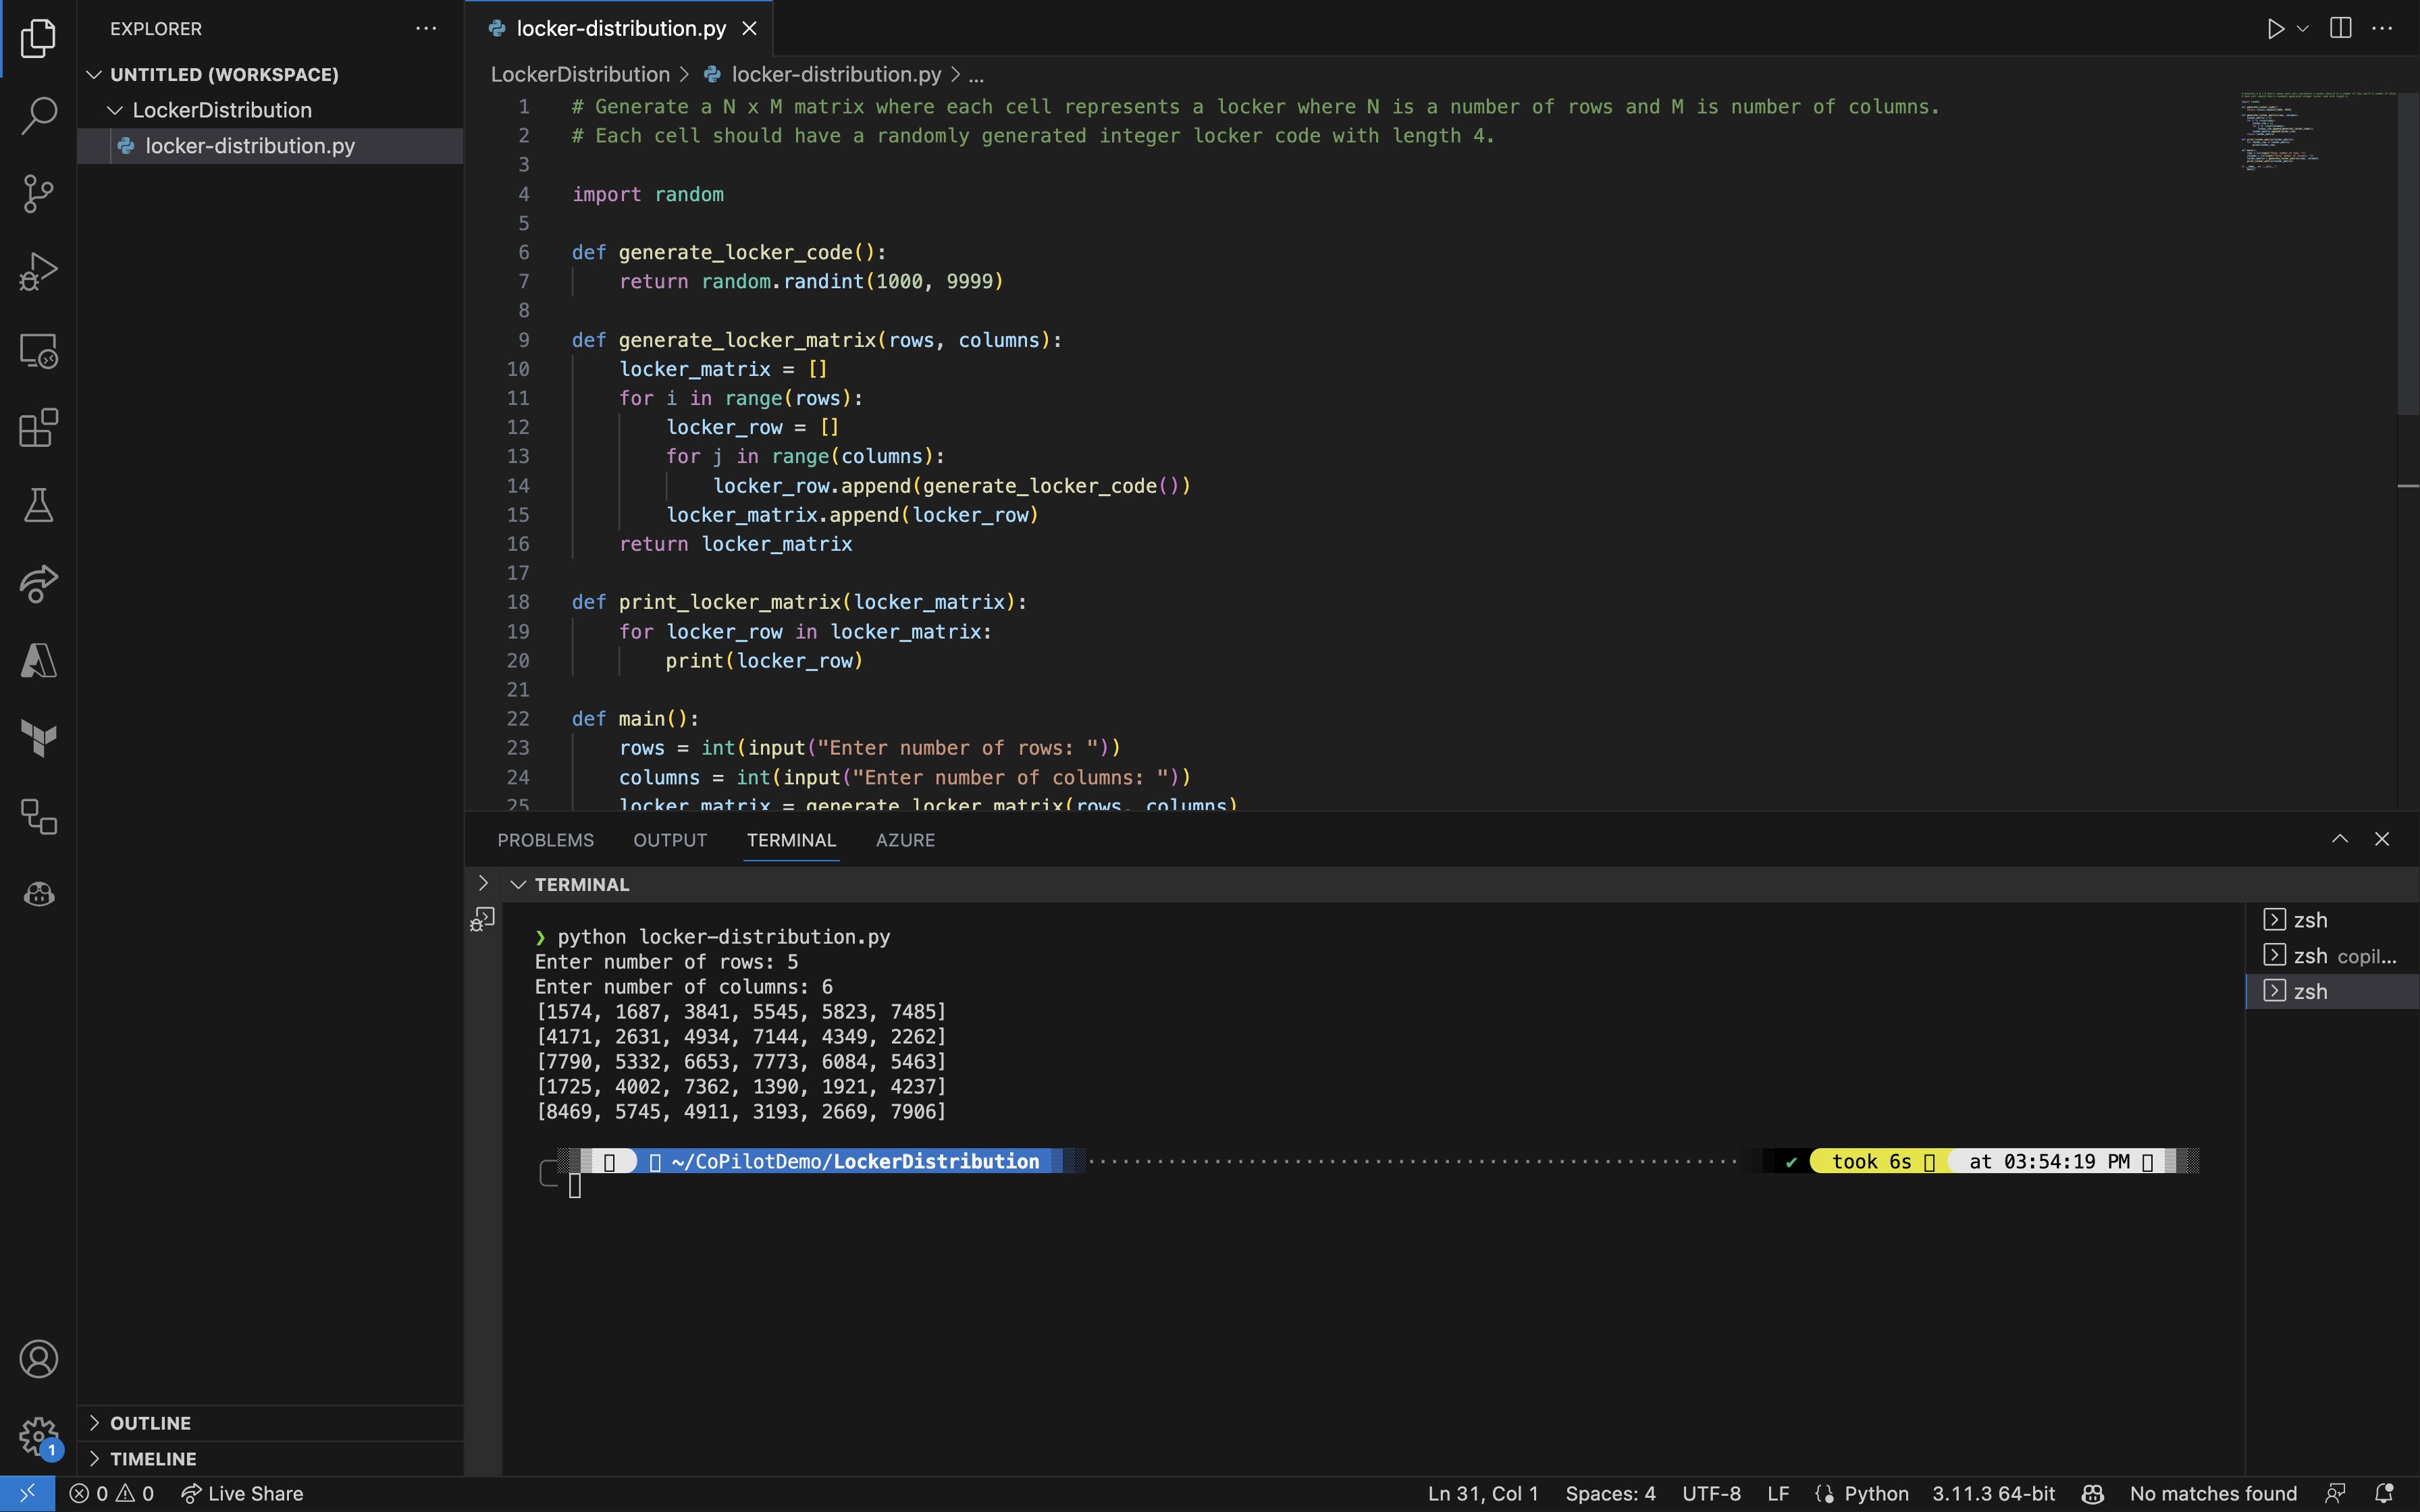 EXPLORER
UNTITLED (WORKSPACE)
LockerDistribution
locker-distribution.py
locker-distribution.py
LockerDistribution > locker-distribution.py > ...
1 # Generate a N x M matrix where each cell represents a locker where N is a number of rows and M is number of columns.
2 # Each cell should have a randomly generated integer locker code with length 4.
3
4 import random
5
6 def generate_locker_code():
7     return random.randint(1000, 9999)
8
9 def generate_locker_matrix(rows, columns):
10     locker_matrix = []
11     for i in range(rows):
12         locker_row = []
13         for j in range(columns):
14             locker_row.append(generate_locker_code())
15         locker_matrix.append(locker_row)
16     return locker_matrix
17
18 def print_locker_matrix(locker_matrix):
19     for locker_row in locker_matrix:
20         print(locker_row)
21
22 def main():
23     rows = int(input("Enter number of rows: "))
24     columns = int(input("Enter number of columns: "))
25     locker_matrix = generate_locker_matrix(rows, columns)
PROBLEMS OUTPUT TERMINAL AZURE
TERMINAL
❯ python locker-distribution.py
Enter number of rows: 5
Enter number of columns: 6
[1574, 1687, 3841, 5545, 5823, 7485]
[4171, 2631, 4934, 7144, 4349, 2262]
[7790, 5332, 6653, 7773, 6084, 5463]
[1725, 4002, 7362, 1390, 1921, 4237]
[8469, 5745, 4911, 3193, 2669, 7906]
~/CoPilotDemo/LockerDistribution ✔ took 6s at 03:54:19 PM
zsh
zsh copil...
zsh
OUTLINE
TIMELINE
1
0 0 Live Share Ln 31, Col 1 Spaces: 4 UTF-8 LF Python 3.11.3 64-bit No matches found